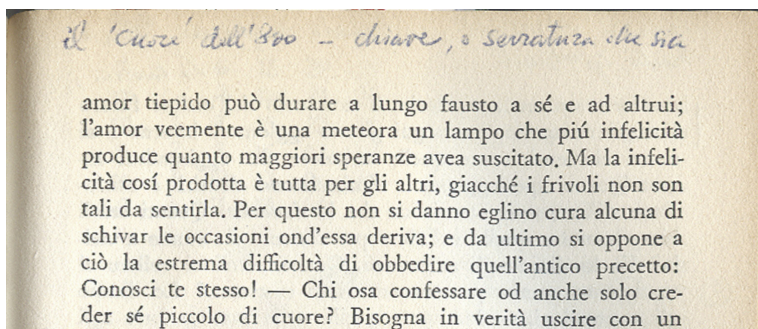 il 'cuore' dell'800 – chiave, o serratura che sia
amor tiepido può durare a lungo fausto a sé e ad altrui;
l'amor veemente è una meteora un lampo che piú infelicità
produce quanto maggiori speranze avea suscitato. Ma la infeli-
cità cosí prodotta è tutta per gli altri, giacché i frivoli non son
tali da sentirla. Per questo non si danno eglino cura alcuna di
schivar le occasioni ond'essa deriva; e da ultimo si oppone a
ciò la estrema difficoltà di obbedire quell'antico precetto:
Conosci te stesso! — Chi osa confessare od anche solo cre-
der sé piccolo di cuore? Bisogna in verità uscire con un